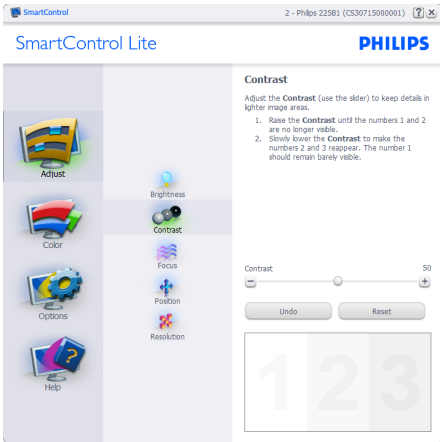 SmartControl
2 - Philips 225B1 (CS30715000001)
SmartControl Lite
PHILIPS
Adjust
Color
Options
Help
Brightness
Contrast
Focus
Position
Resolution
Contrast
Adjust the Contrast (use the slider) to keep details in
lighter image areas.
1. Raise the Contrast until the numbers 1 and 2
are no longer visible.
2. Slowly lower the Contrast to make the
numbers 2 and 3 reappear. The number 1
should remain barely visible.
Contrast 50
Undo Reset
1 2 3